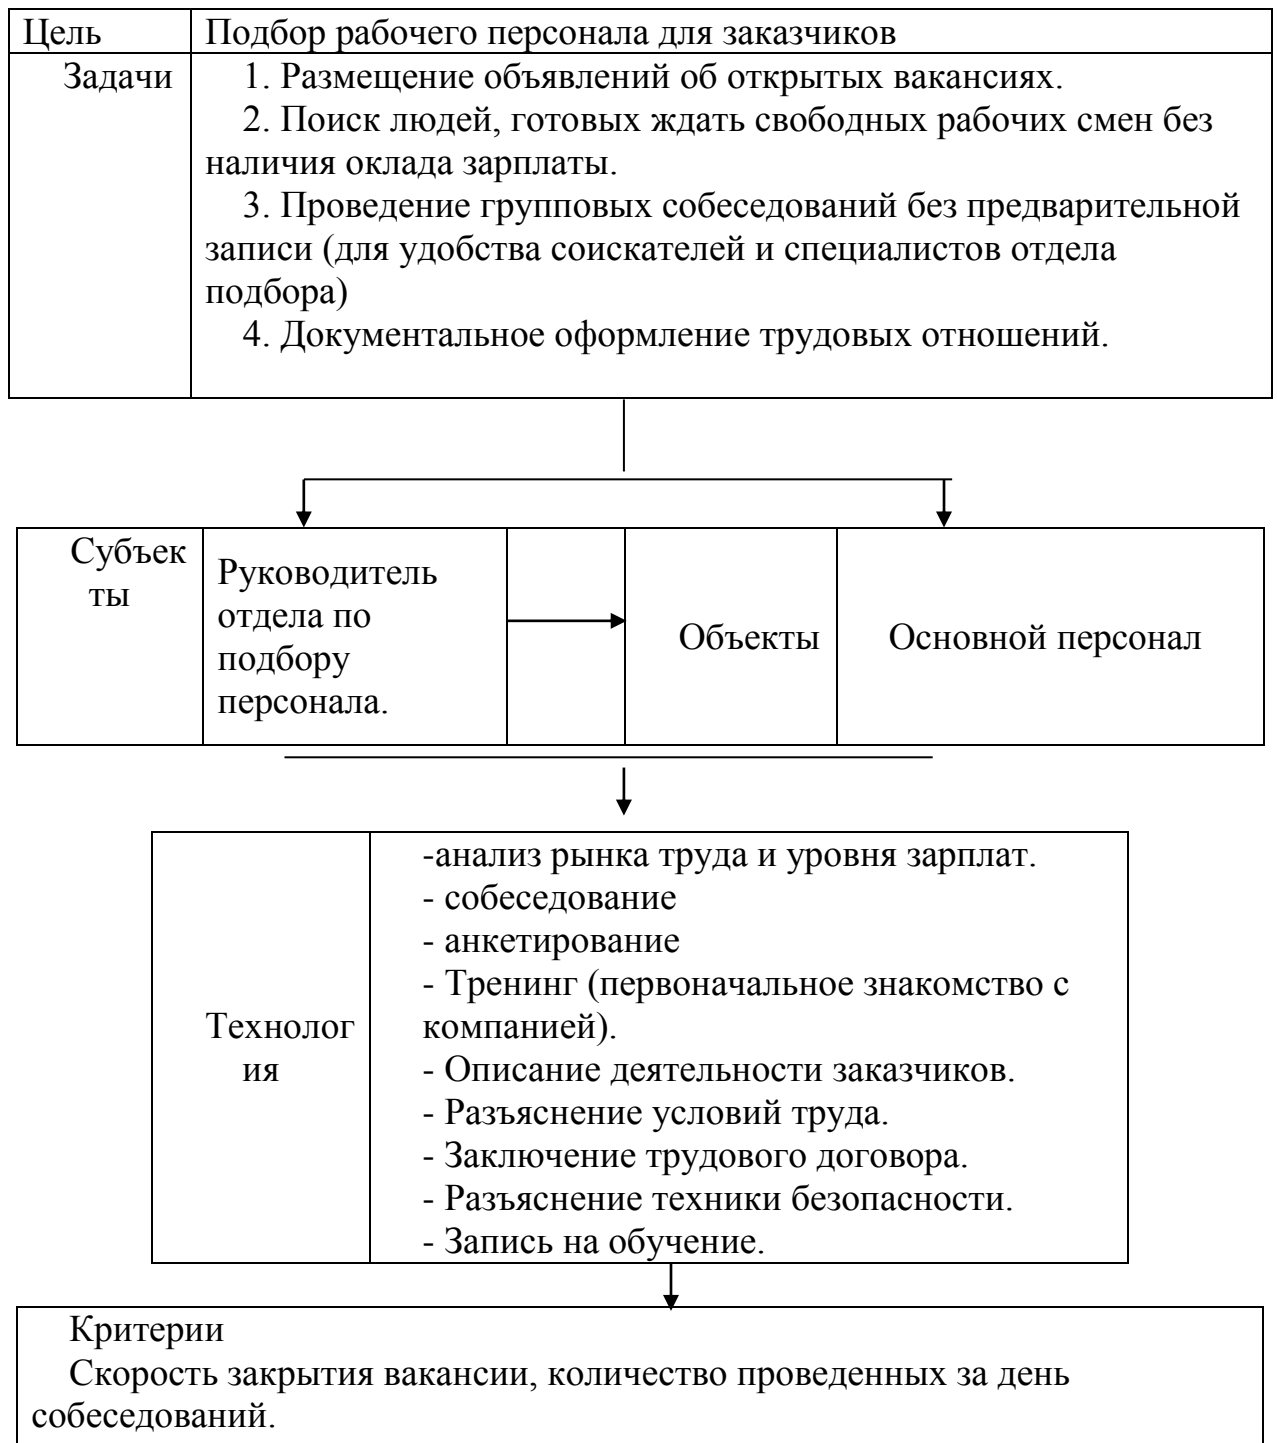 Цель
Подбор рабочего персонала для заказчиков
Задачи
1. Размещение объявлений об открытых вакансиях.
2. Поиск людей, готовых ждать свободных рабочих смен без
наличия оклада зарплаты.
3. Проведение групповых собеседований без предварительной
записи (для удобства соискателей и специалистов отдела
подбора)
4. Документальное оформление трудовых отношений.
Субъек
ты
Руководитель
отдела по
подбору
персонала.
Объекты
Основной персонал
Технолог
ия
-анализ рынка труда и уровня зарплат.
- собеседование
- анкетирование
- Тренинг (первоначальное знакомство с
компанией).
- Описание деятельности заказчиков.
- Разъяснение условий труда.
- Заключение трудового договора.
- Разъяснение техники безопасности.
- Запись на обучение.
Критерии
Скорость закрытия вакансии, количество проведенных за день
собеседований.